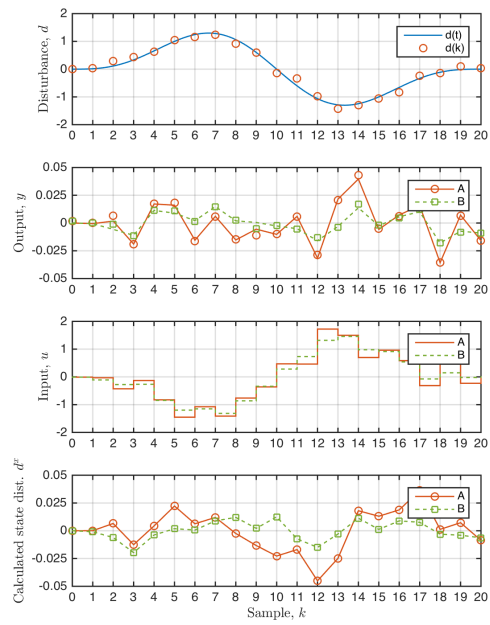 2
1
0
-1
-2
Disturbance, d
d(t)
d(k)
0 1 2 3 4 5 6 7 8 9 10 11 12 13 14 15 16 17 18 19 20
0.05
0.025
0
-0.025
-0.05
Output, y
A
B
0 1 2 3 4 5 6 7 8 9 10 11 12 13 14 15 16 17 18 19 20
2
1
0
-1
-2
Input, u
A
B
0 1 2 3 4 5 6 7 8 9 10 11 12 13 14 15 16 17 18 19 20
0.05
0.025
0
-0.025
-0.05
Calculated state dist. dˣ
A
B
0 1 2 3 4 5 6 7 8 9 10 11 12 13 14 15 16 17 18 19 20
Sample, k